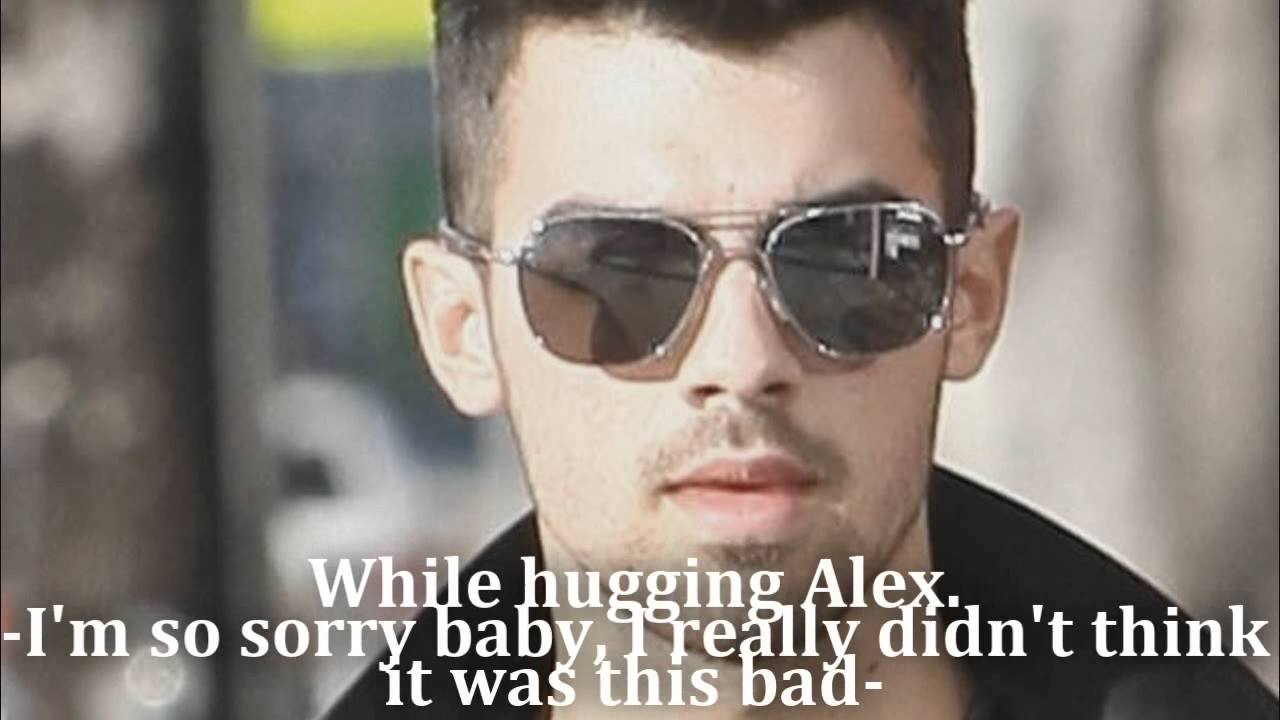 While hugging Alex.
-I'm so sorry baby, I really didn't think
it was this bad-